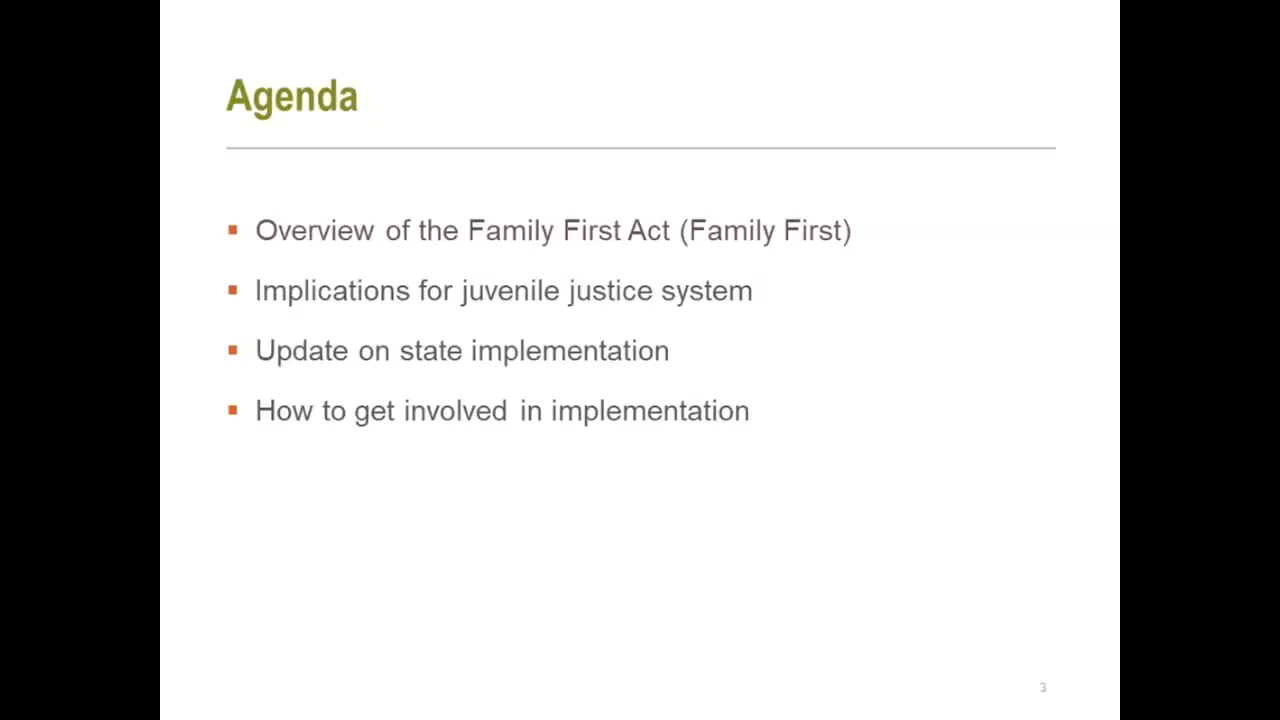 Agenda
Overview of the Family First Act (Family First)
Implications for juvenile justice system
Update on state implementation
How to get involved in implementation
3